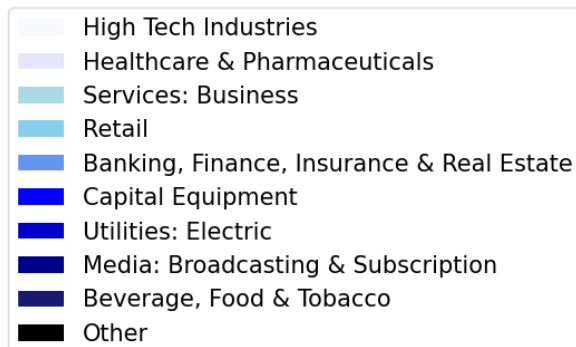 High Tech Industries
Healthcare & Pharmaceuticals
Services: Business
Retail
Banking, Finance, Insurance & Real Estate
Capital Equipment
Utilities: Electric
Media: Broadcasting & Subscription
Beverage, Food & Tobacco
Other